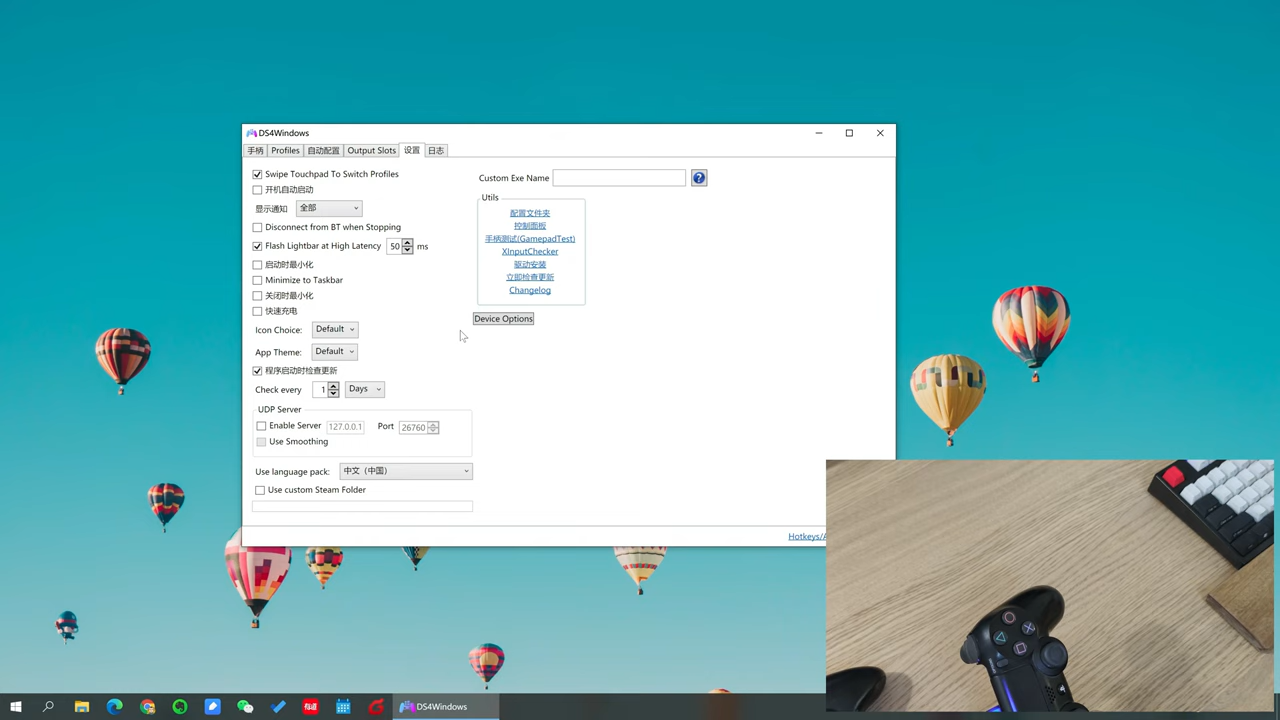 DS4Windows
手柄 Profiles 自动配置 Output Slots 设置 日志
Swipe Touchpad To Switch Profiles
开机自动启动
显示通知 全部
Disconnect from BT when Stopping
Flash Lightbar at High Latency 50 ms
启动时最小化
Minimize to Taskbar
关闭时最小化
快速充电
Icon Choice: Default
App Theme: Default
程序启动时检查更新
Check every 1 Days
UDP Server
Enable Server 127.0.0.1 Port 26760
Use Smoothing
Use language pack: 中文（中国）
Use custom Steam Folder
Custom Exe Name
Utils
配置文件夹
控制面板
手柄测试(GamepadTest)
XInputChecker
驱动安装
立即检查更新
Changelog
Device Options
Hotkeys/
DS4Windows